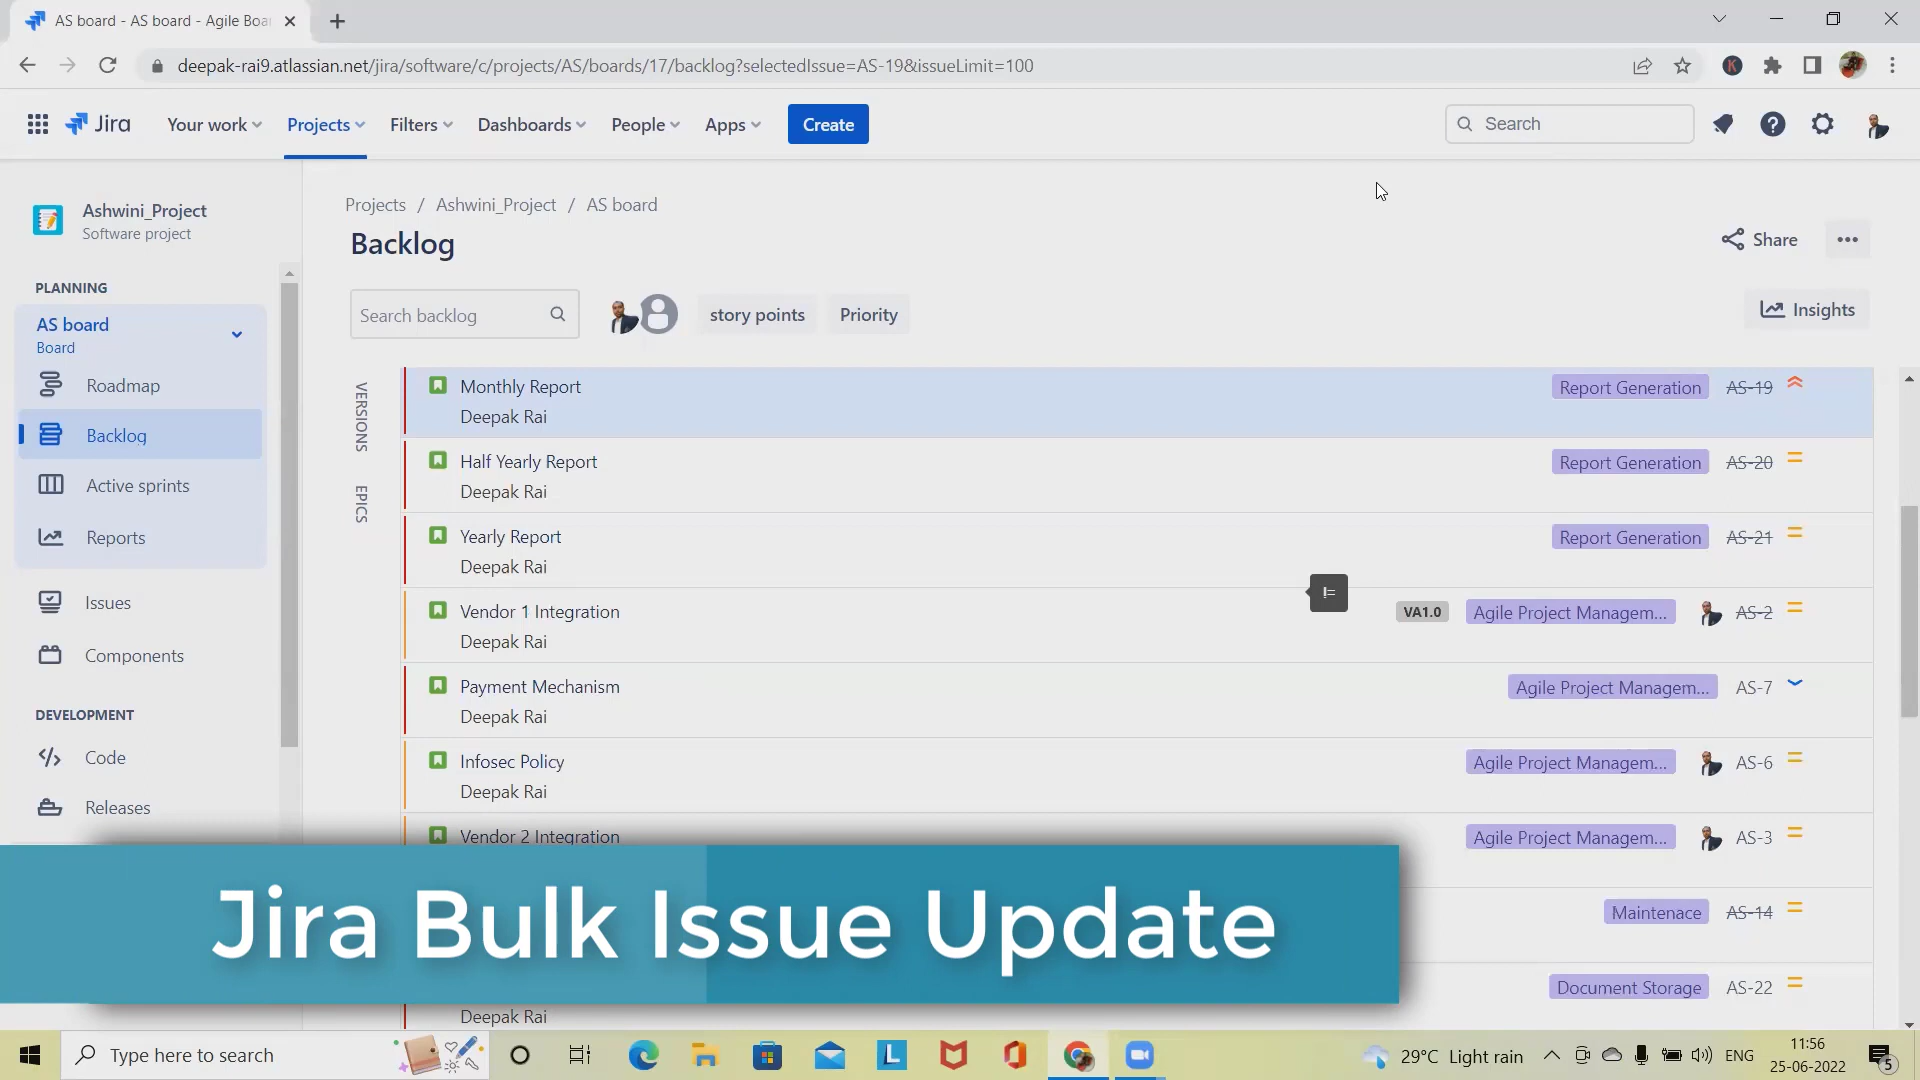 AS board - AS board - Agile Boar
deepak-rai9.atlassian.net/jira/software/c/projects/AS/boards/17/backlog?selectedIssue=AS-19&issueLimit=100
Jira
Your work
Projects
Filters
Dashboards
People
Apps
Create
Search
Ashwini_Project
Software project
Projects / Ashwini_Project / AS board
Backlog
Share
Search backlog
story points
Priority
Insights
PLANNING
AS board
Board
Roadmap
Backlog
Active sprints
Reports
Issues
Components
DEVELOPMENT
Code
Releases
VERSIONS
EPICS
Monthly Report
Report Generation AS-19
Deepak Rai
Half Yearly Report
Report Generation AS-20
Deepak Rai
Yearly Report
Report Generation AS-21
Deepak Rai
Vendor 1 Integration
VA1.0 Agile Project Managem... AS-2
Deepak Rai
Payment Mechanism
Agile Project Managem... AS-7
Deepak Rai
Infosec Policy
Agile Project Managem... AS-6
Deepak Rai
Vendor 2 Integration
Agile Project Managem... AS-3
Maintenace AS-14
Document Storage AS-22
Deepak Rai
Jira Bulk Issue Update
Type here to search
29°C Light rain
ENG
11:56
25-06-2022
5